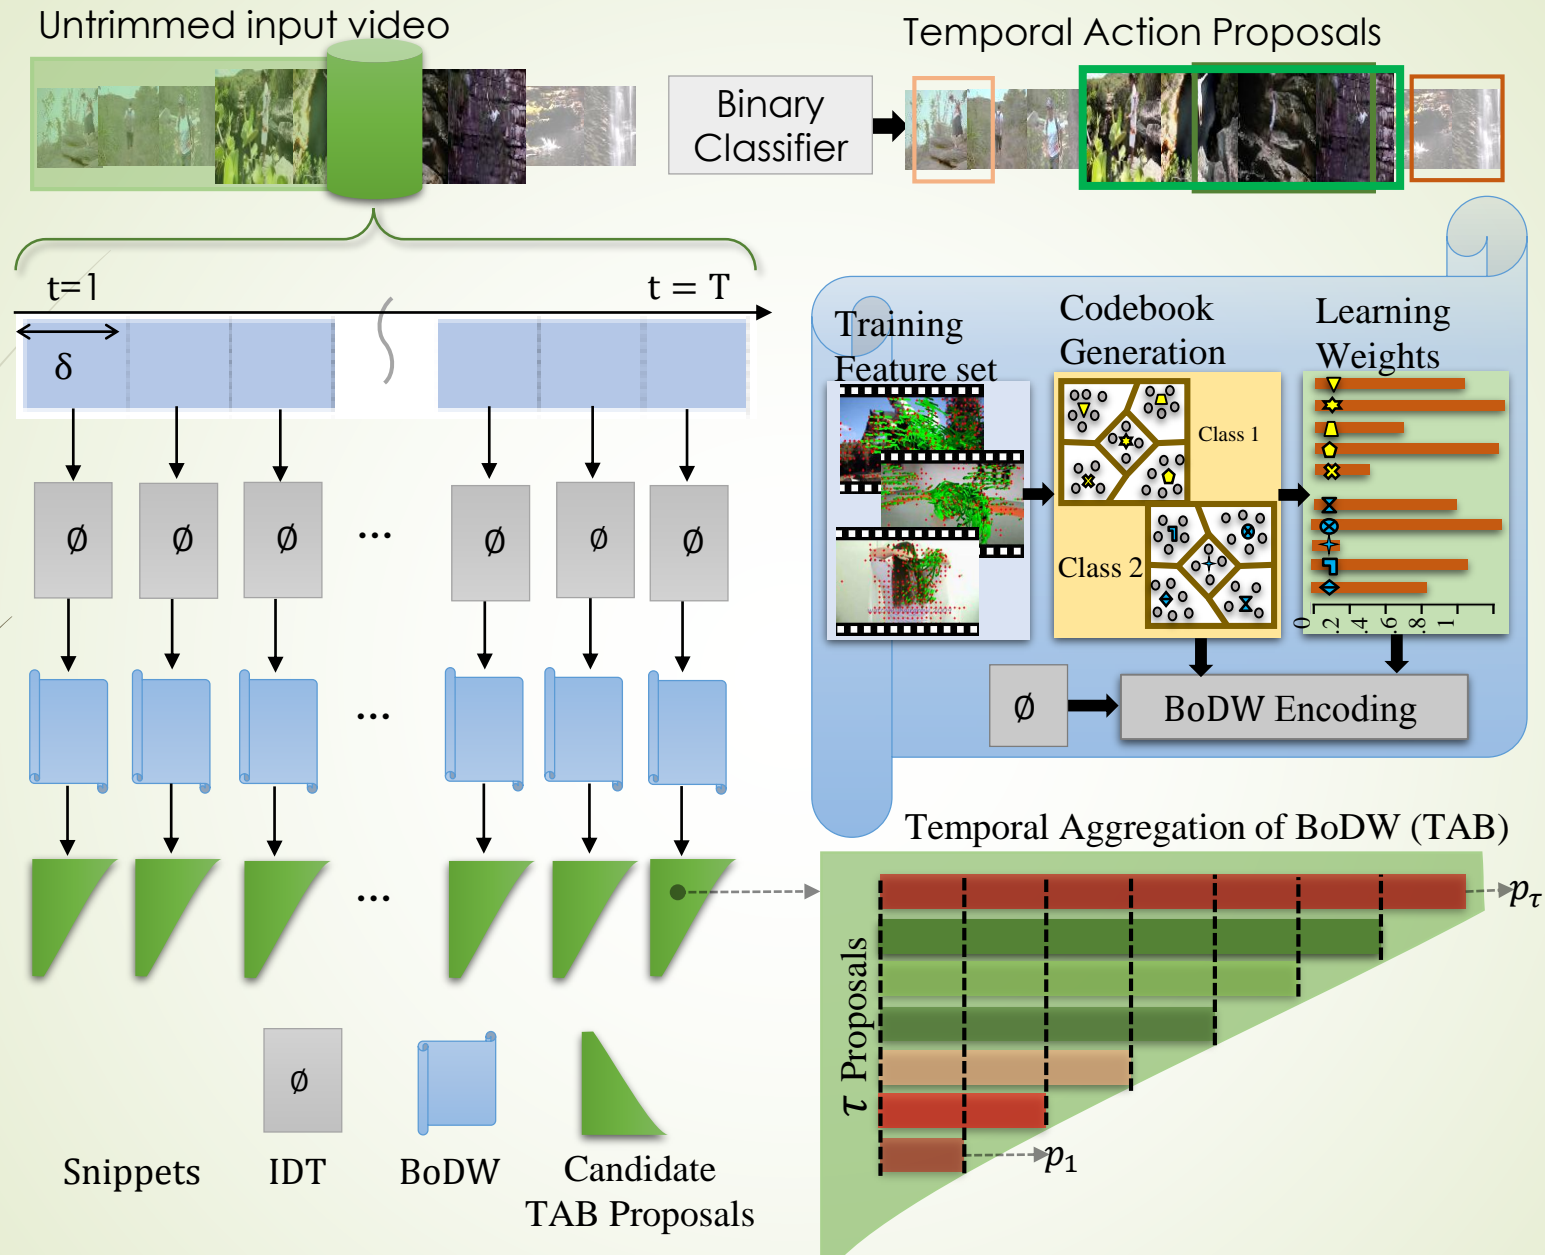 Untrimmed input video
Temporal Action Proposals
Binary
Classifier
t=1
t = T
δ
∅ ∅ ∅ ... ∅ ∅ ∅
...
...
∅
Snippets
IDT
BoDW
Candidate
TAB Proposals
Training
Feature set
Codebook
Generation
Learning
Weights
Class 1
Class 2
0 .2 .4 .6 .8 1
∅
BoDW Encoding
Temporal Aggregation of BoDW (TAB)
τ Proposals
pτ
p1